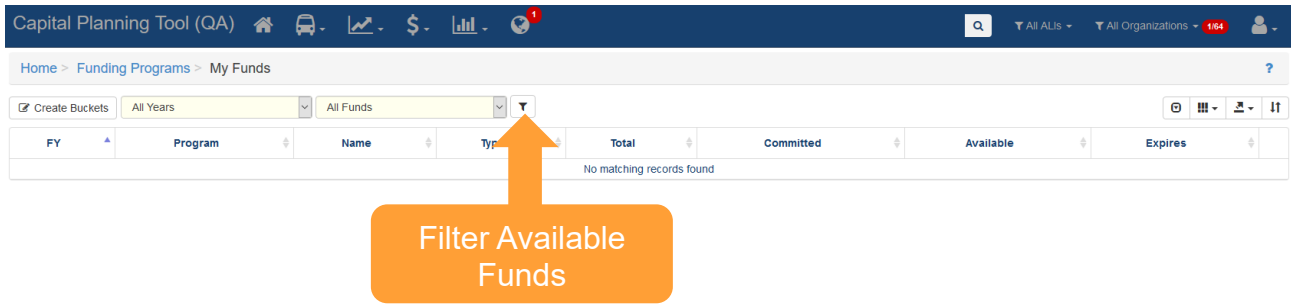 Capital Planning Tool (QA) $ 1 All ALIs All Organizations 1/64
Home > Funding Programs > My Funds ?
Create Buckets All Years All Funds
FY Program Name Typ Total Committed Available Expires
No matching records found
Filter Available
Funds